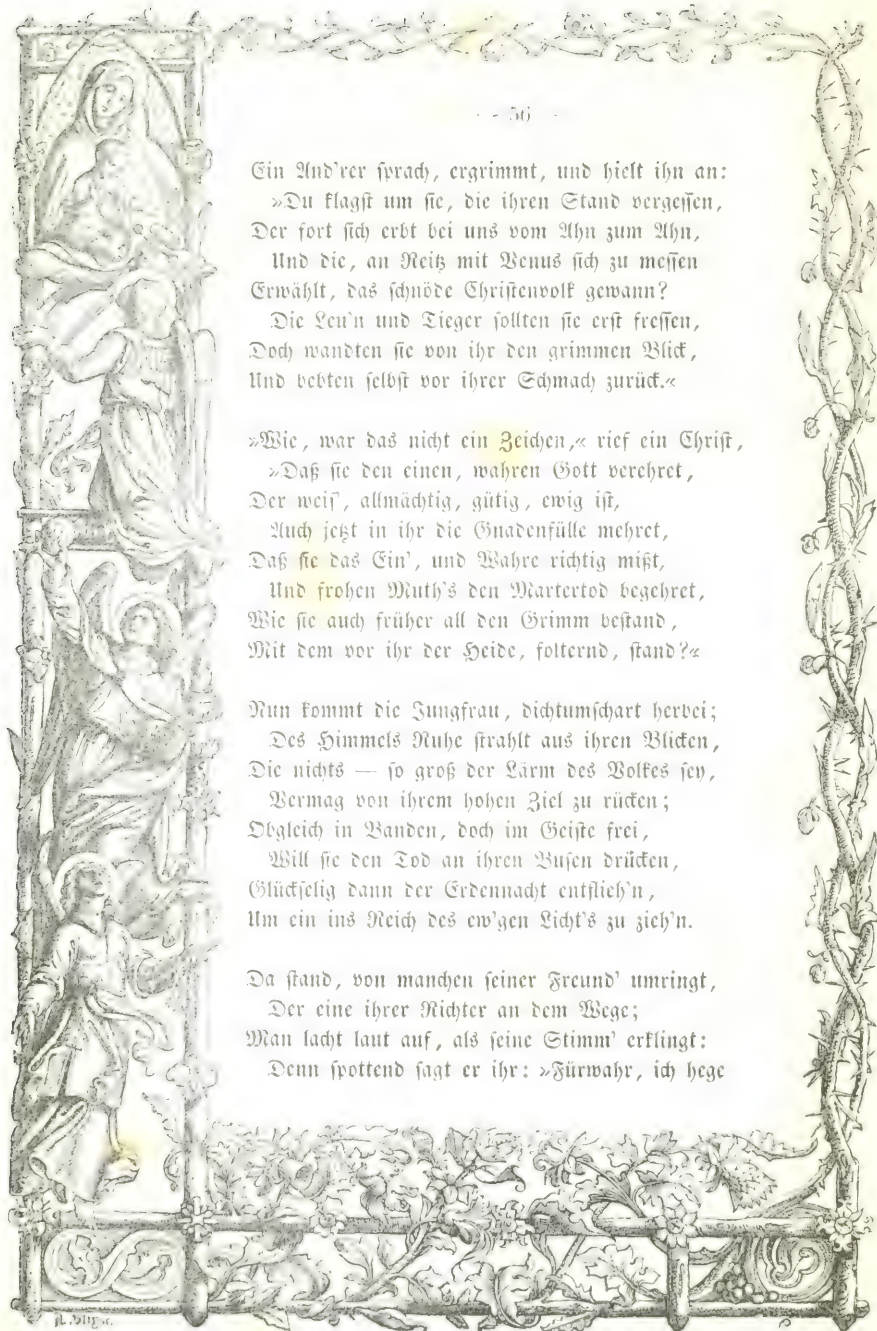 - 56 -
Ein And'rer sprach, ergrimmt, und hielt ihn an:
»Du klagst um sie, die ihren Stand vergessen,
Der fort sich erbt bei uns vom Ahn zum Ahn,
Und die, an Reitz mit Venus sich zu messen
Erwählt, das schnöde Christenvolk gewann?
Die Leu'n und Tieger sollten sie erst fressen,
Doch wandten sie von ihr den grimmen Blick,
Und bebten selbst vor ihrer Schmach zurück.«
»Wie, war das nicht ein Zeichen,« rief ein Christ,
»Daß sie den einen, wahren Gott verehret,
Der weis', allmächtig, gütig, ewig ist,
Auch jetzt in ihr die Gnadenfülle mehret,
Daß sie das Ein', und Wahre richtig mißt,
Und frohen Muth's den Martertod begehret,
Wie sie auch früher all den Grimm bestand,
Mit dem vor ihr der Heide, folternd, stand?«
Nun kommt die Jungfrau, dichtumschart herbei;
Des Himmels Ruhe strahlt aus ihren Blicken,
Die nichts — so groß der Lärm des Volkes sey,
Vermag von ihrem hohen Ziel zu rücken;
Obgleich in Banden, doch im Geiste frei,
Will sie den Tod an ihren Busen drücken,
Glückselig dann der Erdennacht entflieh'n,
Um ein ins Reich des ew'gen Licht's zu zieh'n.
Da stand, von manchen seiner Freund' umringt,
Der eine ihrer Richter an dem Wege;
Man lacht laut auf, als seine Stimm' erklingt:
Denn spottend sagt er ihr: »Fürwahr, ich hege